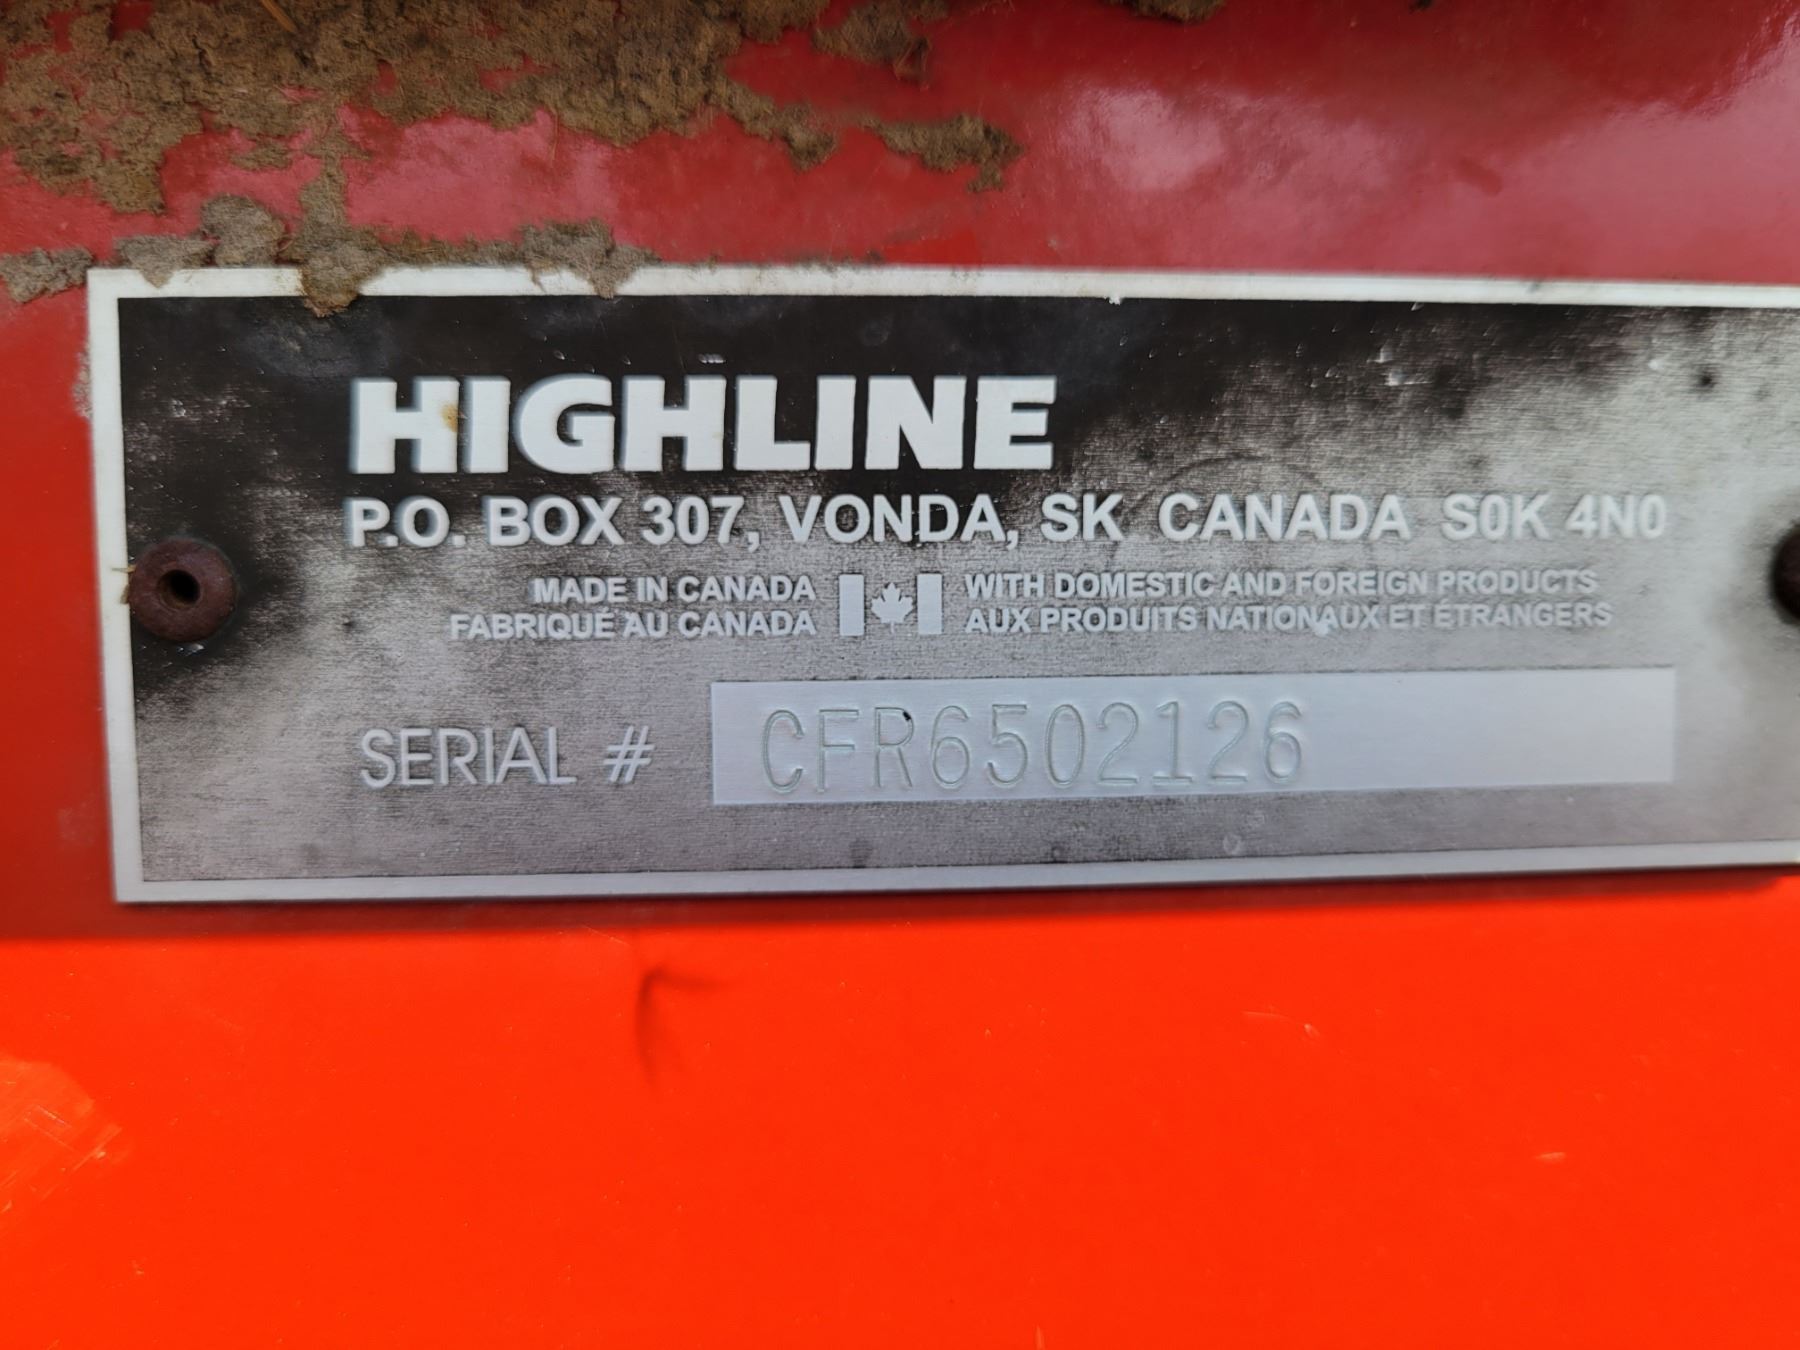 HIGHLINE
P.O. BOX 307, VONDA, SK CANADA S0K 4N0
MADE IN CANADA WITH DOMESTIC AND FOREIGN PRODUCTS
FABRIQUÉ AU CANADA AUX PRODUITS NATIONAUX ET ÉTRANGERS
SERIAL # CFR6502126